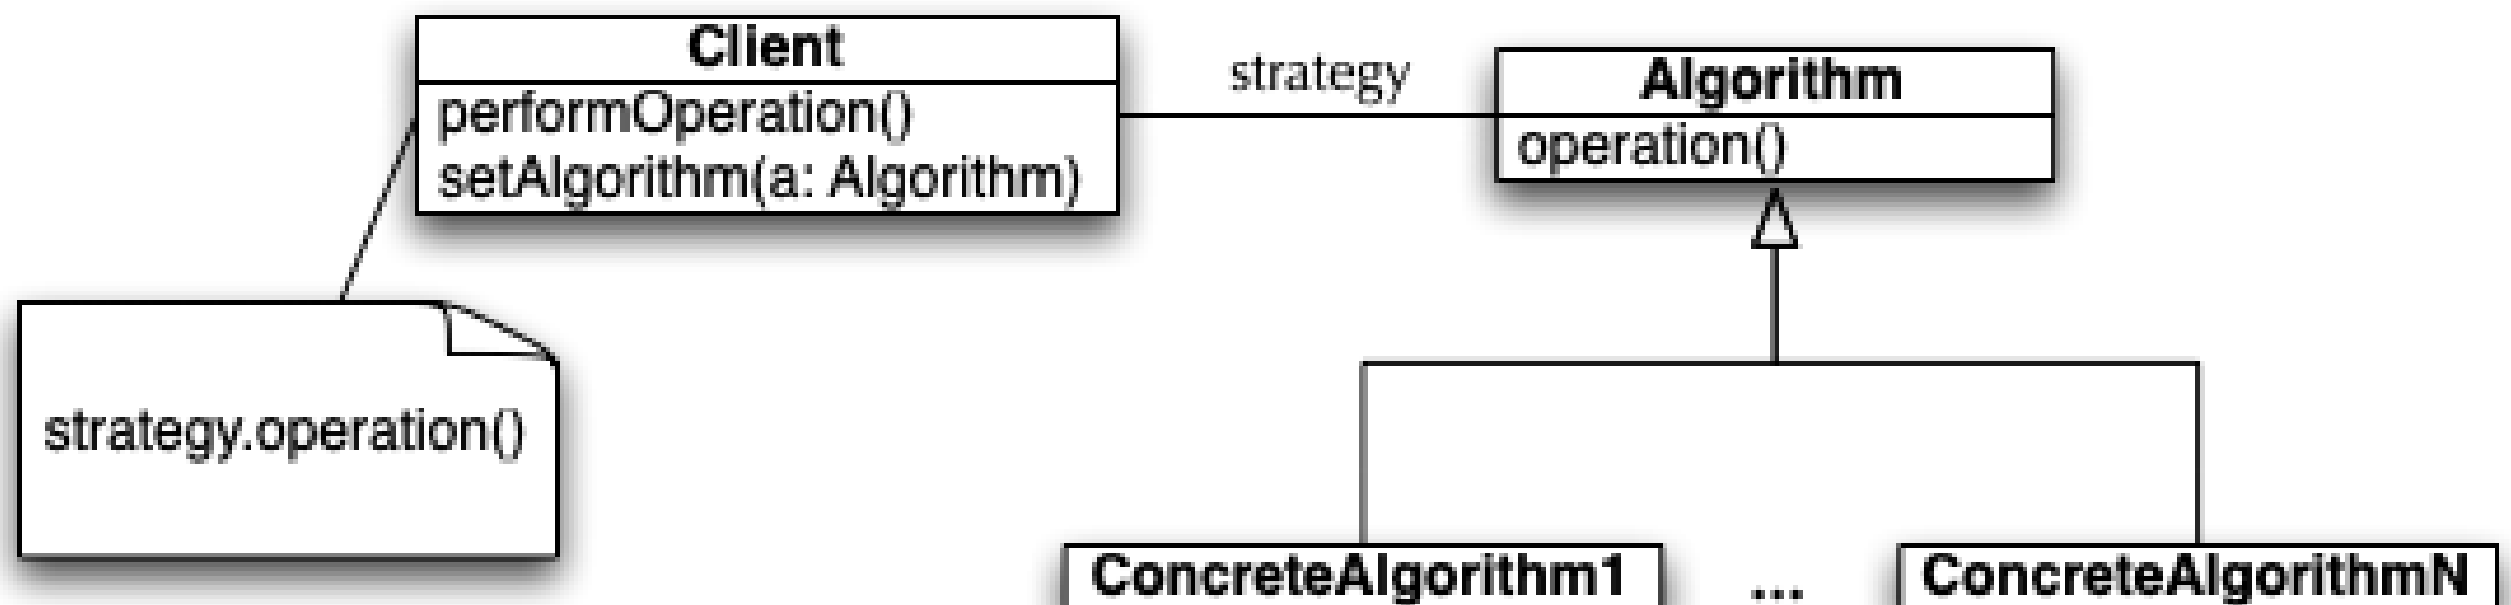 Client
performOperation()
setAlgorithm(a: Algorithm)
strategy
Algorithm
operation()
strategy.operation()
ConcreteAlgorithm1
...
ConcreteAlgorithmN